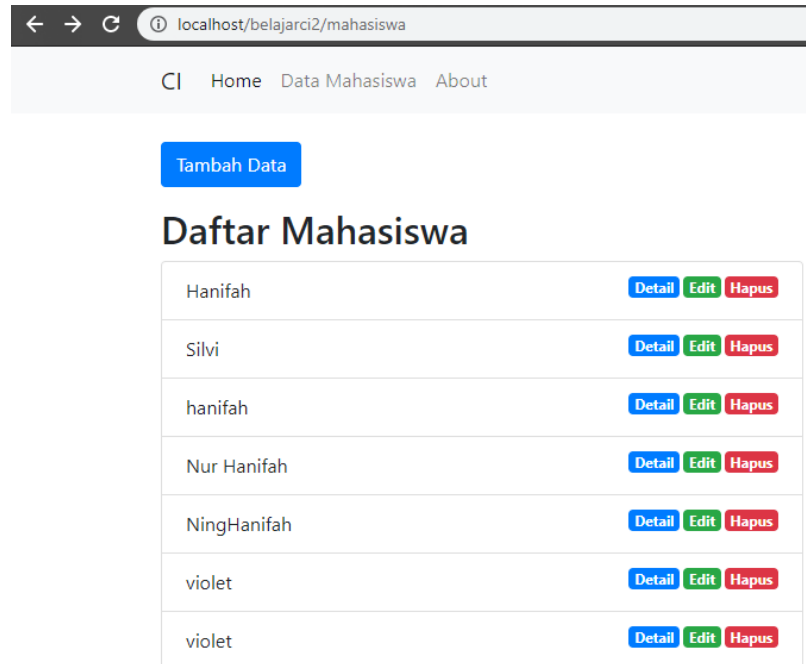 localhost/belajarci2/mahasiswa
CI Home Data Mahasiswa About
Tambah Data
Daftar Mahasiswa
Hanifah Detail Edit Hapus
Silvi Detail Edit Hapus
hanifah Detail Edit Hapus
Nur Hanifah Detail Edit Hapus
NingHanifah Detail Edit Hapus
violet Detail Edit Hapus
violet Detail Edit Hapus